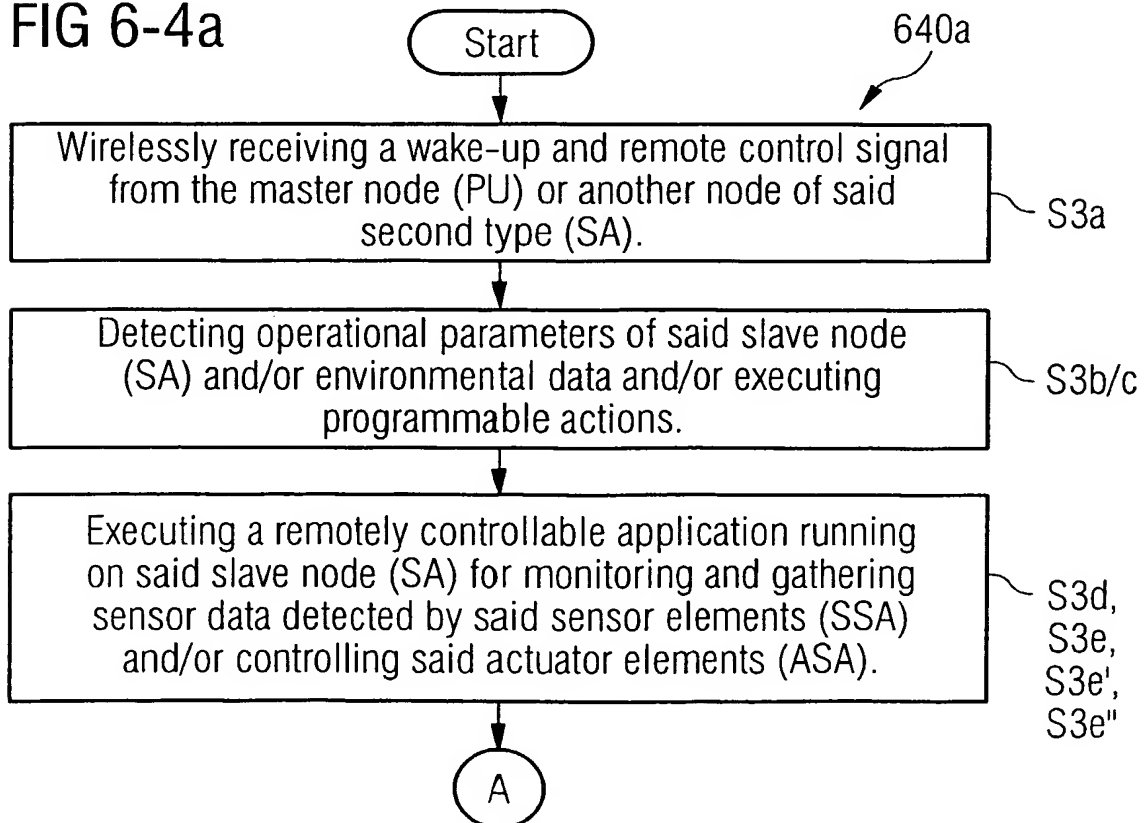 FIG 6-4a
Start
640a
Wirelessly receiving a wake-up and remote control signal
from the master node (PU) or another node of said
second type (SA).
S3a
Detecting operational parameters of said slave node
(SA) and/or environmental data and/or executing
programmable actions.
S3b/c
Executing a remotely controllable application running
on said slave node (SA) for monitoring and gathering
sensor data detected by said sensor elements (SSA)
and/or controlling said actuator elements (ASA).
S3d,
S3e,
S3e',
S3e"
A